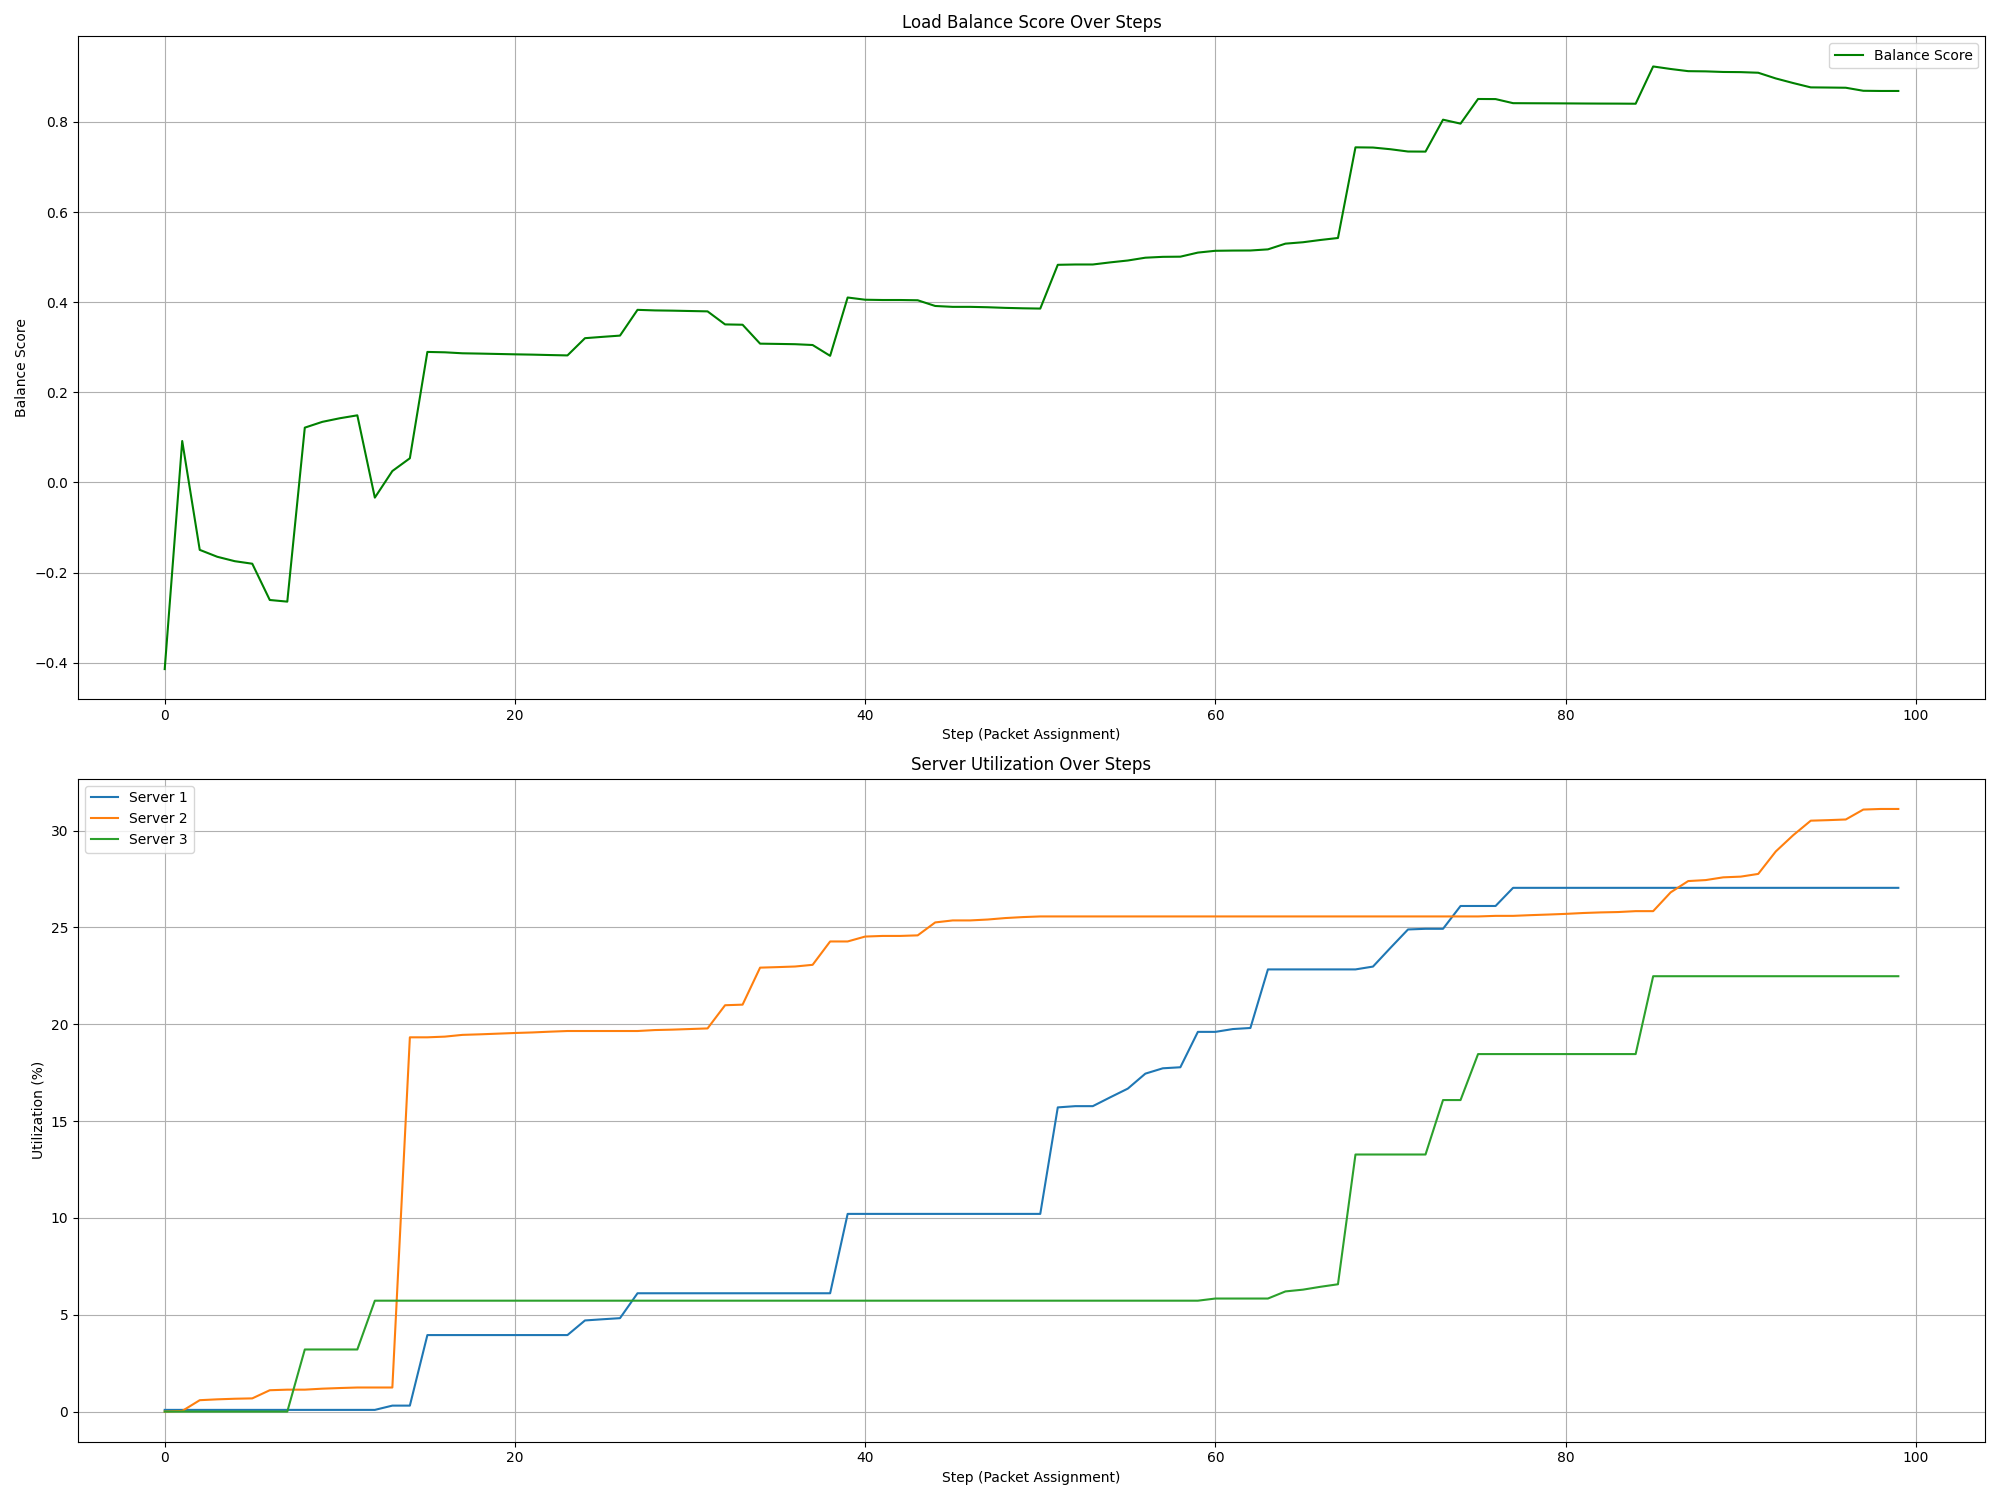 Load Balance Score Over Steps
Balance Score
0.8
0.6
0.4
0.2
0.0
−0.2
−0.4
Balance Score
0 20 40 60 80 100
Step (Packet Assignment)
Server Utilization Over Steps
Server 1
Server 2
Server 3
30
25
20
15
10
5
0
Utilization (%)
0 20 40 60 80 100
Step (Packet Assignment)